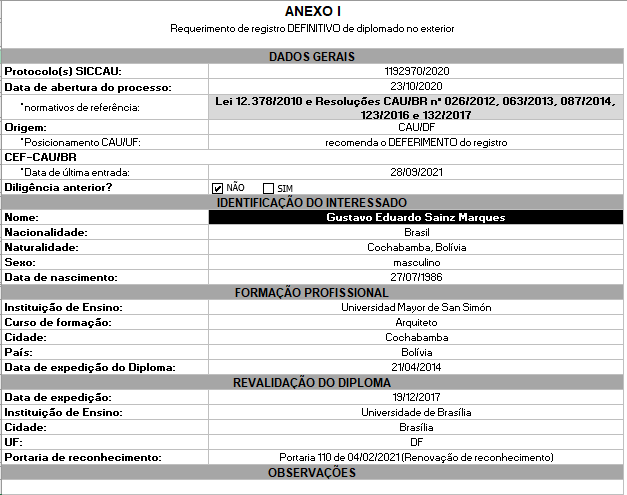 ANEXO I
Requerimento de registro DEFINITIVO de diplomado no exterior
DADOS GERAIS
Protocolo(s) SICCAU: 1192970/2020
Data de abertura do processo: 23/10/2020
*normativos de referência: Lei 12.378/2010 e Resoluções CAU/BR nº 026/2012, 063/2013, 087/2014,
123/2016 e 132/2017
Origem: CAU/DF
*Posicionamento CAU/UF: recomenda o DEFERIMENTO do registro
CEF-CAU/BR
*Data de última entrada: 28/09/2021
Diligência anterior? NÃO SIM
IDENTIFICAÇÃO DO INTERESSADO
Nome: Gustavo Eduardo Sainz Marques
Nacionalidade: Brasil
Naturalidade: Cochabamba, Bolívia
Sexo: masculino
Data de nascimento: 27/07/1986
FORMAÇÃO PROFISSIONAL
Instituição de Ensino: Universidad Mayor de San Simón
Curso de formação: Arquiteto
Cidade: Cochabamba
País: Bolívia
Data de expedição do Diploma: 21/04/2014
REVALIDAÇÃO DO DIPLOMA
Data de expedição: 19/12/2017
Instituição de Ensino: Universidade de Brasília
Cidade: Brasília
UF: DF
Portaria de reconhecimento: Portaria 110 de 04/02/2021 (Renovação de reconhecimento)
OBSERVAÇÕES